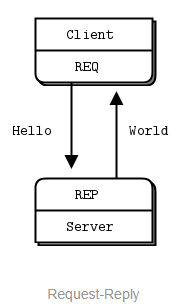 Client
REQ
Hello
World
REP
Server
Request-Reply